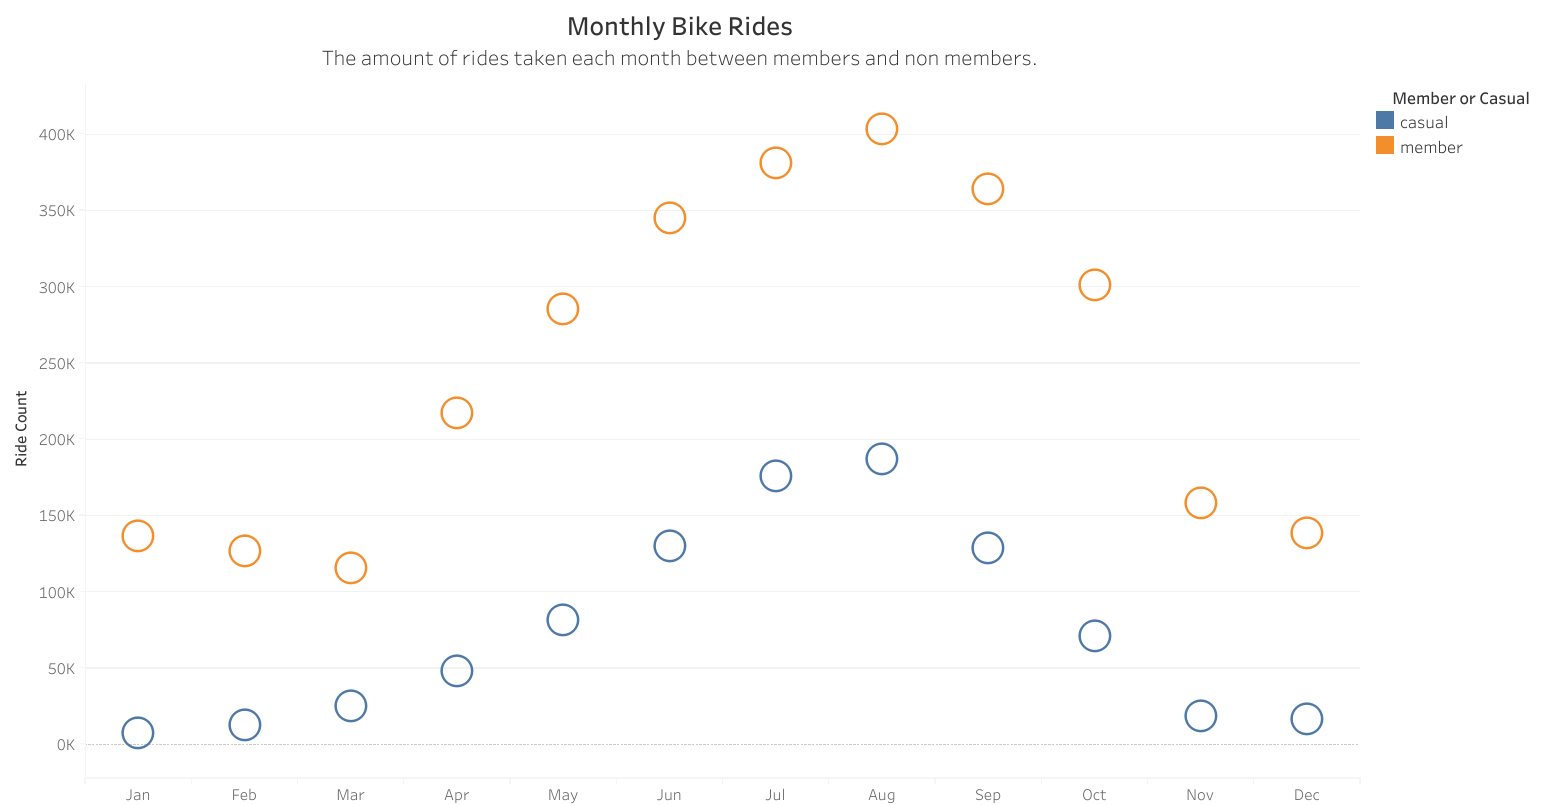 Monthly Bike Rides
The amount of rides taken each month between members and non members.
Member or Casual
casual
member
Ride Count
400K
350K
300K
250K
200K
150K
100K
50K
0K
Jan Feb Mar Apr May Jun Jul Aug Sep Oct Nov Dec